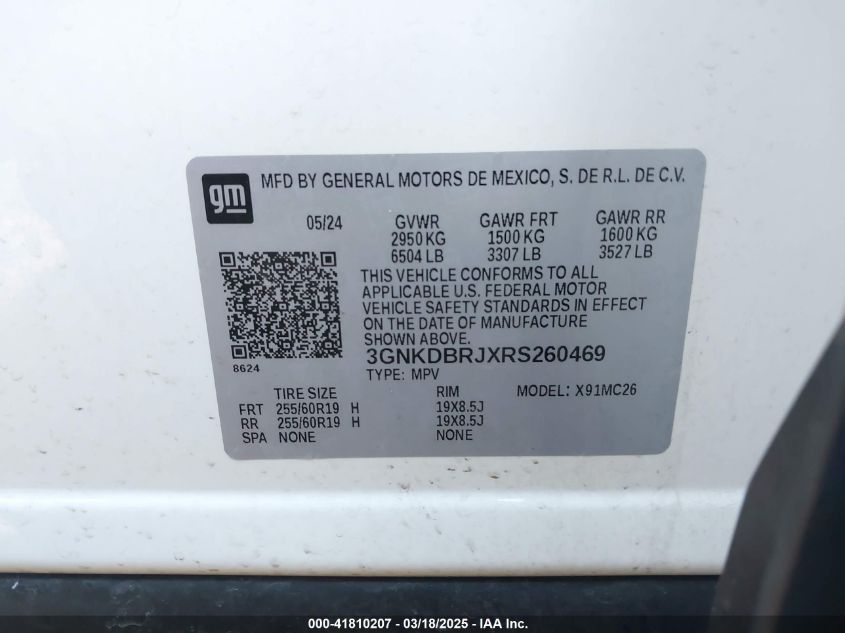 gm MFD BY GENERAL MOTORS DE MEXICO, S. DE R.L. DE C.V.
05/24 GVWR GAWR FRT GAWR RR
2950 KG 1500 KG 1600 KG
6504 LB 3307 LB 3527 LB
THIS VEHICLE CONFORMS TO ALL
APPLICABLE U.S. FEDERAL MOTOR
VEHICLE SAFETY STANDARDS IN EFFECT
ON THE DATE OF MANUFACTURE
SHOWN ABOVE.
8624 3GNKDBRJXRS260469
TYPE: MPV
TIRE SIZE RIM MODEL: X91MC26
FRT 255/60R19 H 19X8.5J
RR 255/60R19 H 19X8.5J
SPA NONE NONE
000-41810207 - 03/18/2025 - IAA Inc.